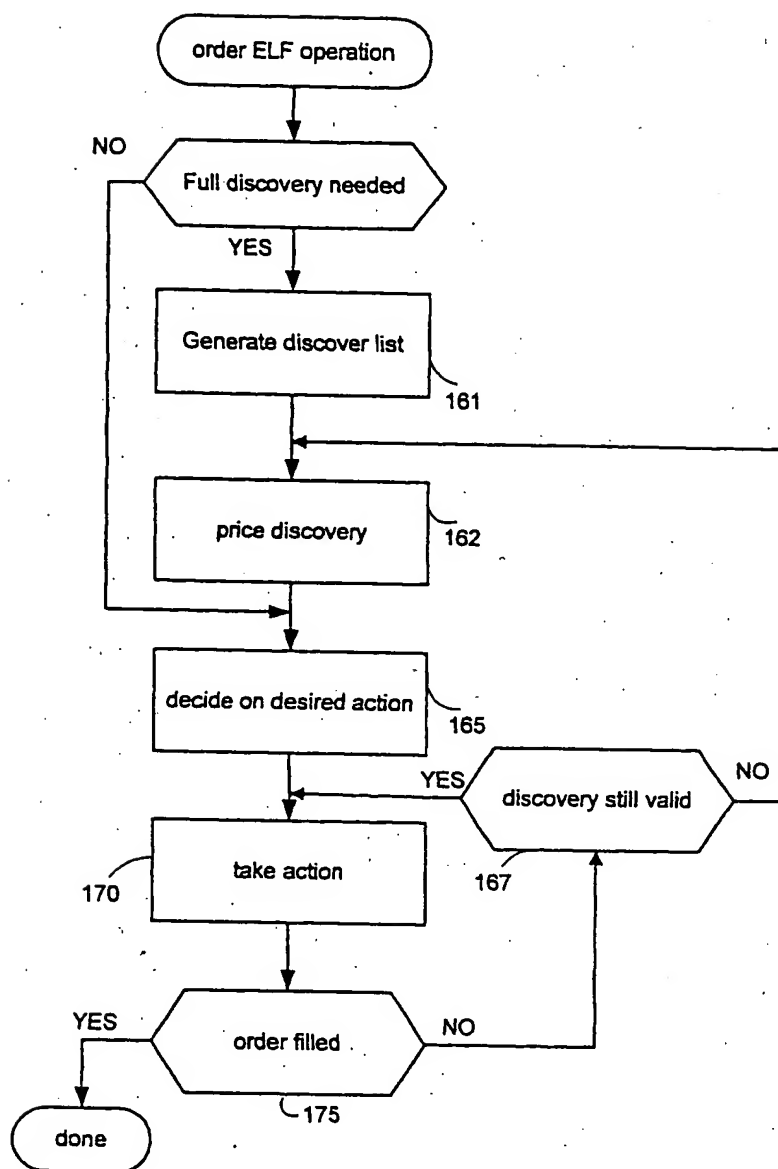 order ELF operation
NO
Full discovery needed
YES
Generate discover list
161
price discovery
162
decide on desired action
165
YES
NO
discovery still valid
167
take action
170
YES
NO
order filled
175
done